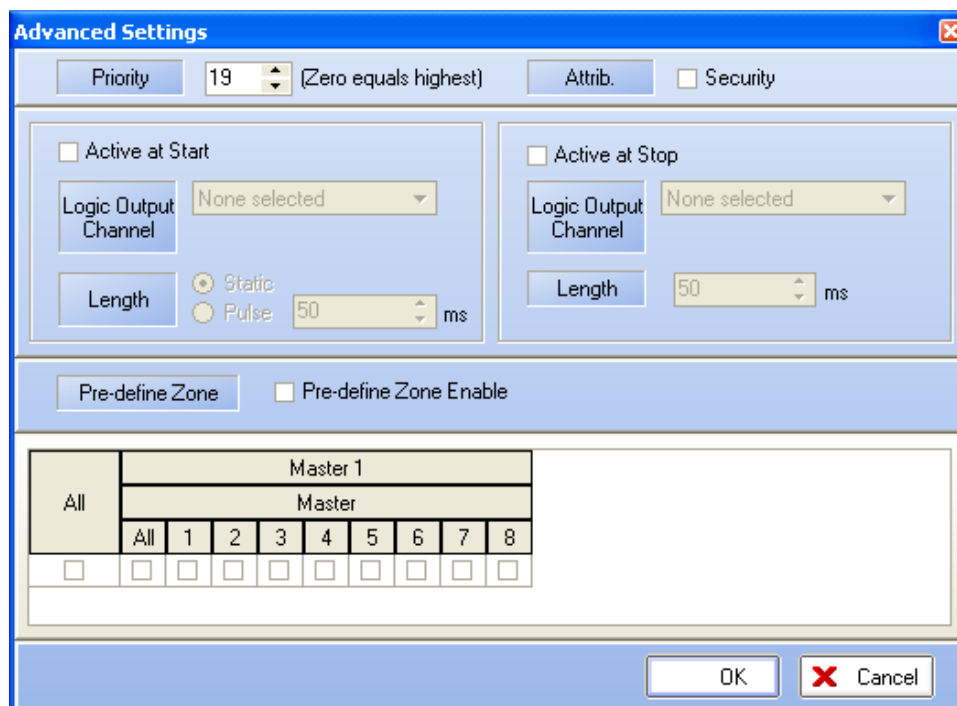 Advanced Settings
Priority 19 (Zero equals highest) Attrib. Security
Active at Start
Logic Output Channel None selected
Length Static
Pulse 50 ms
Active at Stop
Logic Output Channel None selected
Length 50 ms
Pre-define Zone Pre-define Zone Enable
All Master 1
Master
All 1 2 3 4 5 6 7 8
OK Cancel